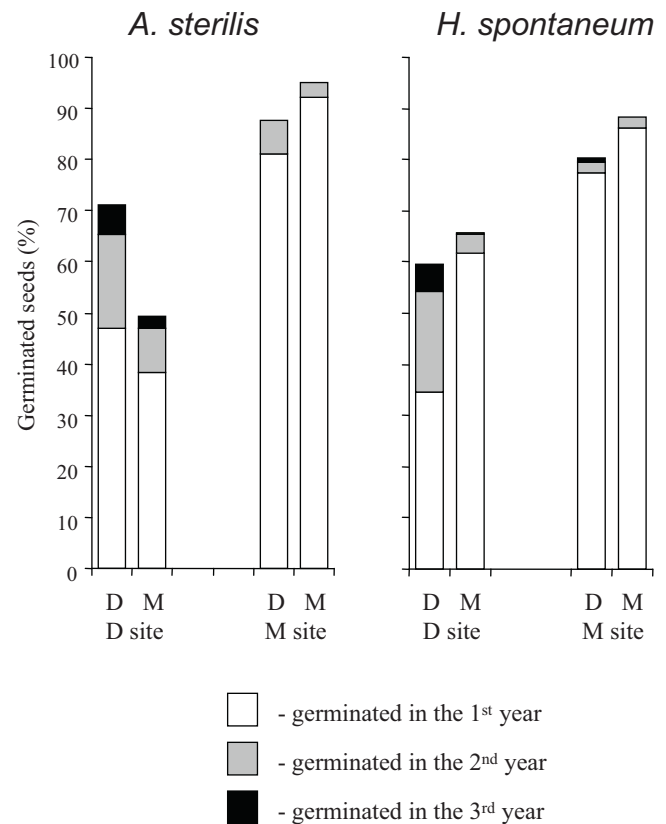 A. sterilis
H. spontaneum
Germinated seeds (%)
100
90
80
70
60
50
40
30
20
10
0
D M D M
D site M site
D M D M
D site M site
- germinated in the 1st year
- germinated in the 2nd year
- germinated in the 3rd year